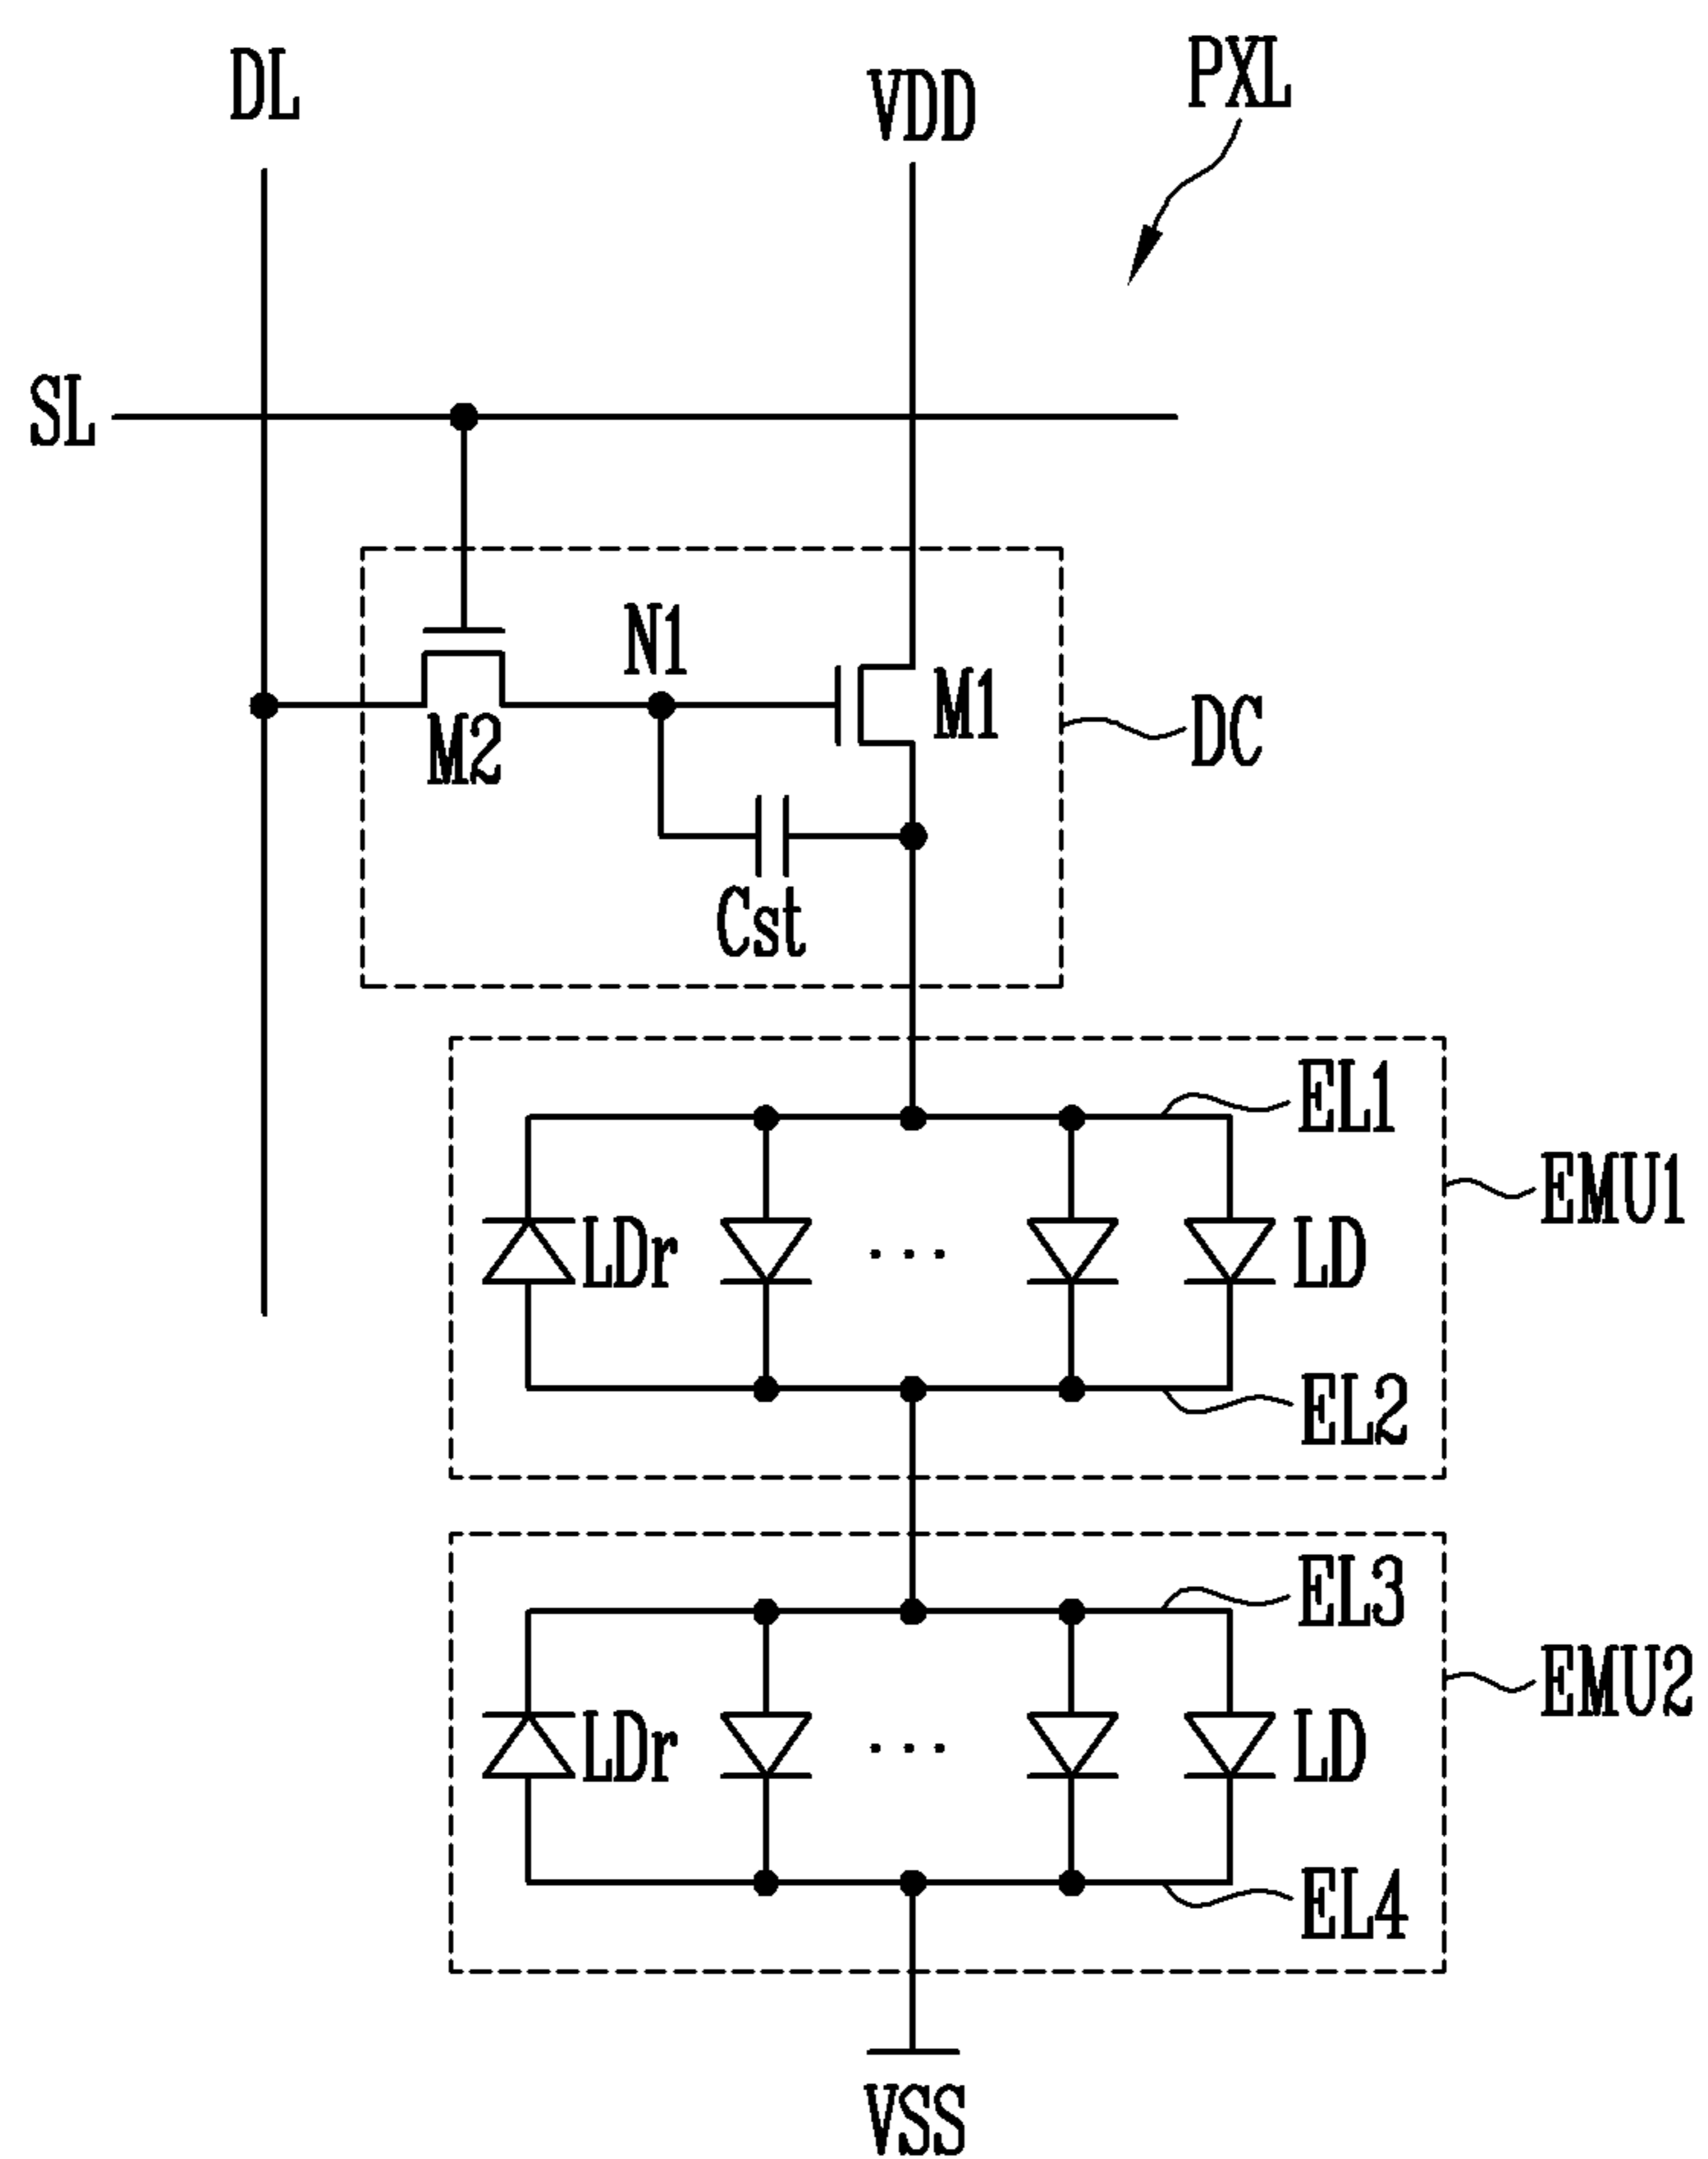 DL
VDD
PXL
SL
N1
M1
M2
DC
Cst
EL1
EMU1
LDr
...
LD
EL2
EL3
EMU2
LDr
...
LD
EL4
VSS